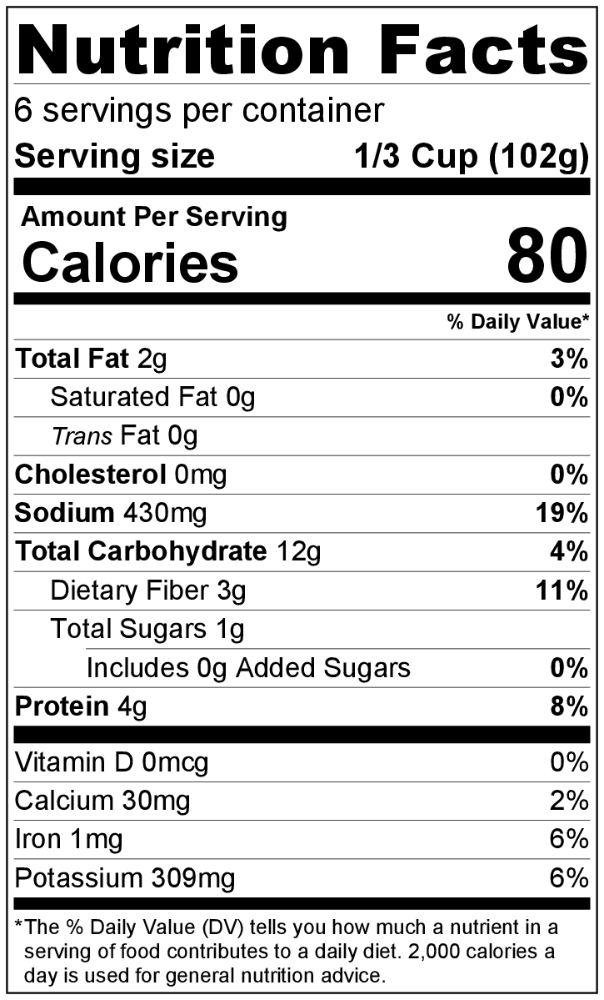 Nutrition Facts
6 servings per container
Serving size 1/3 Cup (102g)
Amount Per Serving
Calories 80
% Daily Value*
Total Fat 2g 3%
Saturated Fat 0g 0%
Trans Fat 0g
Cholesterol 0mg 0%
Sodium 430mg 19%
Total Carbohydrate 12g 4%
Dietary Fiber 3g 11%
Total Sugars 1g
Includes 0g Added Sugars 0%
Protein 4g 8%
Vitamin D 0mcg 0%
Calcium 30mg 2%
Iron 1mg 6%
Potassium 309mg 6%
*The % Daily Value (DV) tells you how much a nutrient in a
serving of food contributes to a daily diet. 2,000 calories a
day is used for general nutrition advice.